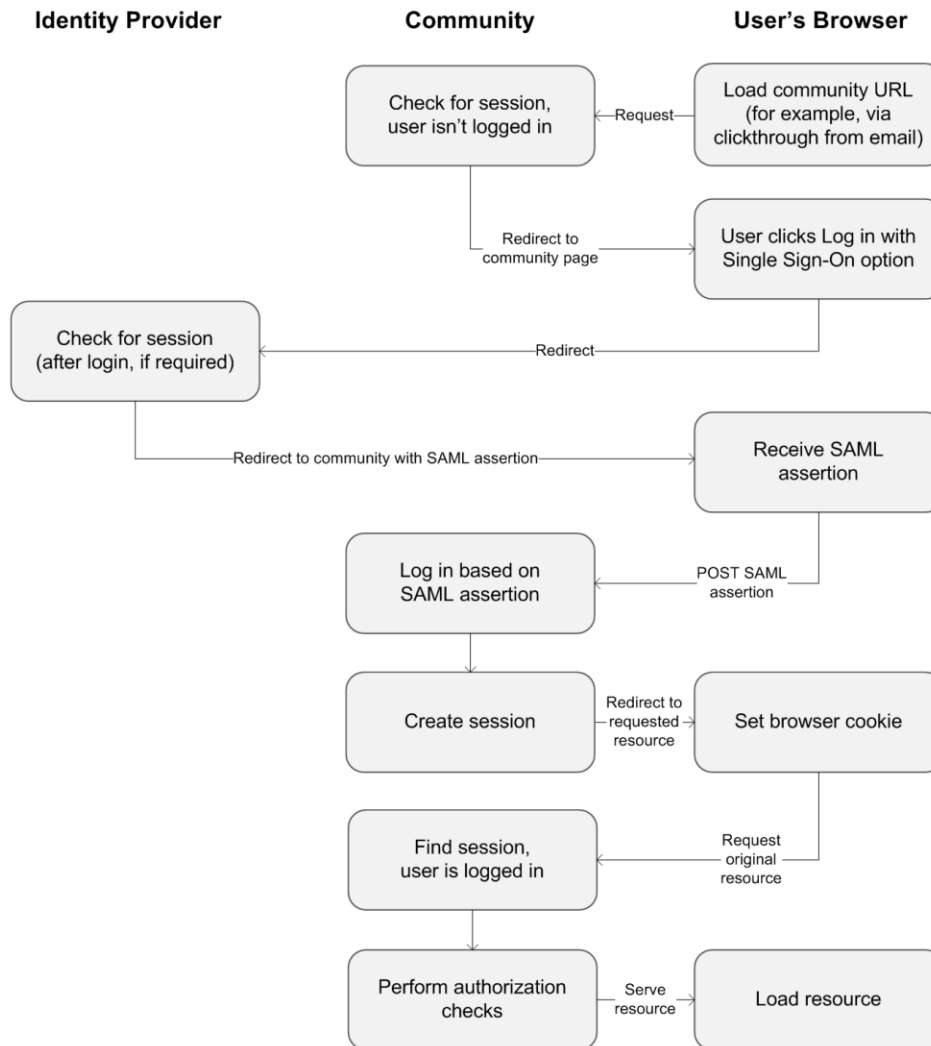 Identity Provider
Community
User’s Browser
Check for session,
user isn’t logged in
Request
Load community URL
(for example, via
clickthrough from email)
Redirect to
community page
User clicks Log in with
Single Sign-On option
Check for session
(after login, if required)
Redirect
Redirect to community with SAML assertion
Receive SAML
assertion
Log in based on
SAML assertion
POST SAML
assertion
Create session
Redirect to
requested
resource
Set browser cookie
Find session,
user is logged in
Request
original
resource
Perform authorization
checks
Serve
resource
Load resource